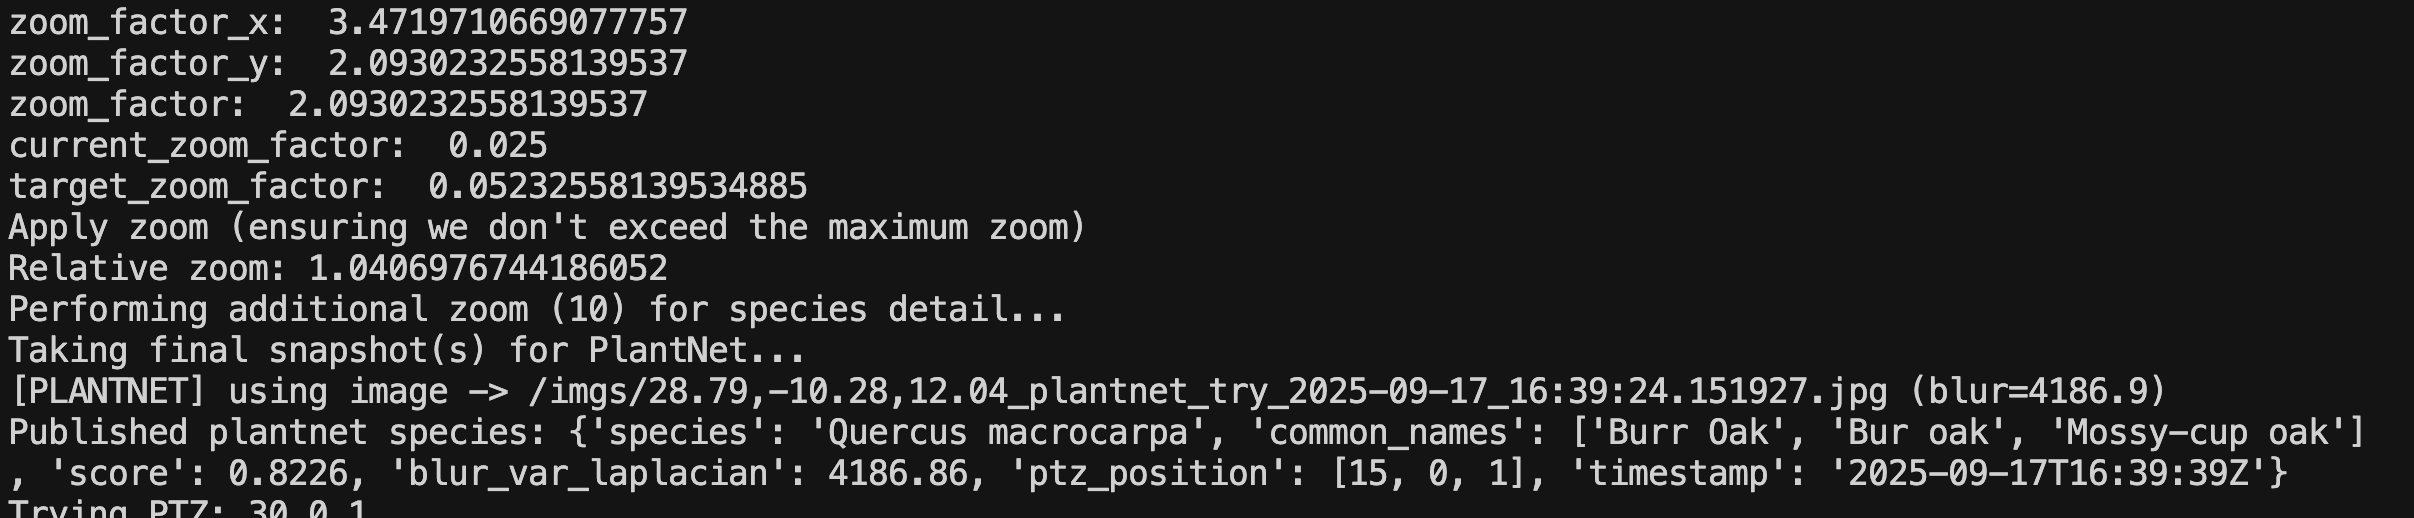 zoom_factor_x:  3.4719710669077757
zoom_factor_y:  2.0930232558139537
zoom_factor:  2.0930232558139537
current_zoom_factor:  0.025
target_zoom_factor:  0.05232558139534885
Apply zoom (ensuring we don't exceed the maximum zoom)
Relative zoom: 1.0406976744186052
Performing additional zoom (10) for species detail...
Taking final snapshot(s) for PlantNet...
[PLANTNET] using image -> /imgs/28.79,-10.28,12.04_plantnet_try_2025-09-17_16:39:24.151927.jpg (blur=4186.9)
Published plantnet species: {'species': 'Quercus macrocarpa', 'common_names': ['Burr Oak', 'Bur oak', 'Mossy-cup oak']
, 'score': 0.8226, 'blur_var_laplacian': 4186.86, 'ptz_position': [15, 0, 1], 'timestamp': '2025-09-17T16:39:39Z'}
Trying PTZ: 30 0 1